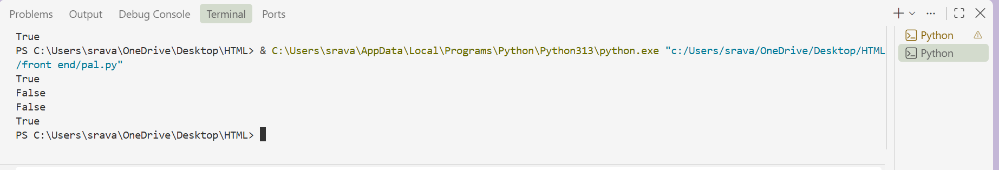 Problems Output Debug Console Terminal Ports
True
PS C:\Users\srava\OneDrive\Desktop\HTML> & C:\Users\srava\AppData\Local\Programs\Python\Python313\python.exe "c:/Users/srava/OneDrive/Desktop/HTML
/front end/pal.py"
True
False
False
True
PS C:\Users\srava\OneDrive\Desktop\HTML>
Python
Python